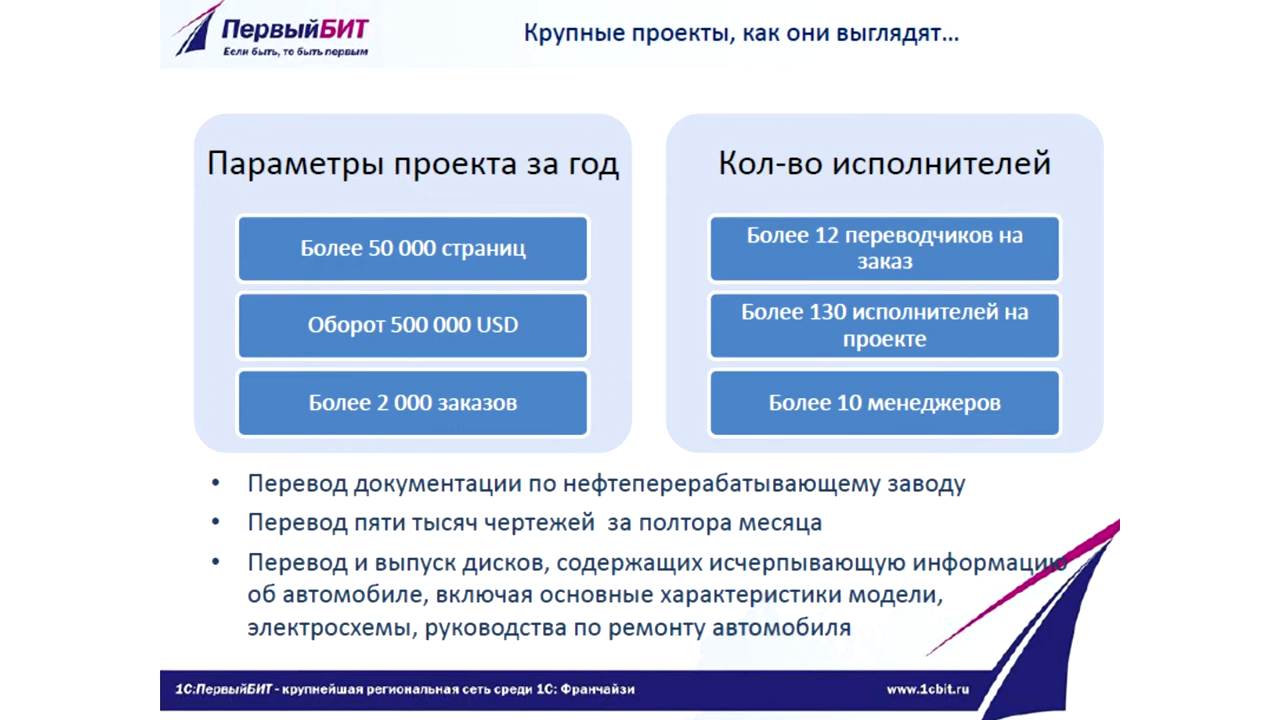 ПервыйБИТ
Если быть, то быть первым
Крупные проекты, как они выглядят...
Параметры проекта за год
Более 50 000 страниц
Оборот 500 000 USD
Более 2 000 заказов
Кол-во исполнителей
Более 12 переводчиков на
заказ
Более 130 исполнителей на
проекте
Более 10 менеджеров
• Перевод документации по нефтеперерабатывающему заводу
• Перевод пяти тысяч чертежей за полтора месяца
• Перевод и выпуск дисков, содержащих исчерпывающую информацию
об автомобиле, включая основные характеристики модели,
электросхемы, руководства по ремонту автомобиля
1С:ПервыйБИТ - крупнейшая региональная сеть среди 1С: Франчайзи
www.1cbit.ru